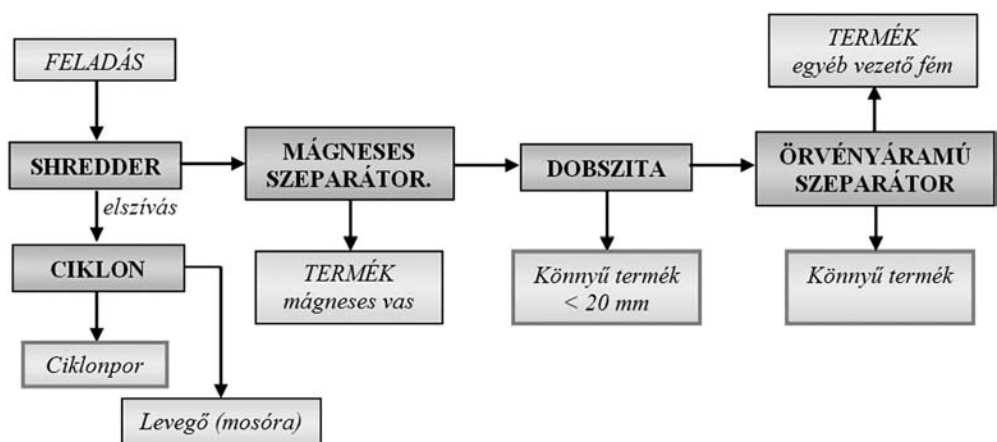 FELADÁS
SHREDDER
elszívás
CIKLON
Ciklonpor
Levegő (mosóra)
MÁGNESES
SZEPARÁTOR.
TERMÉK
mágneses vas
DOBSZITA
Könnyű termék
< 20 mm
TERMÉK
egyéb vezető fém
ÖRVÉNYÁRAMÚ
SZEPARÁTOR
Könnyű termék